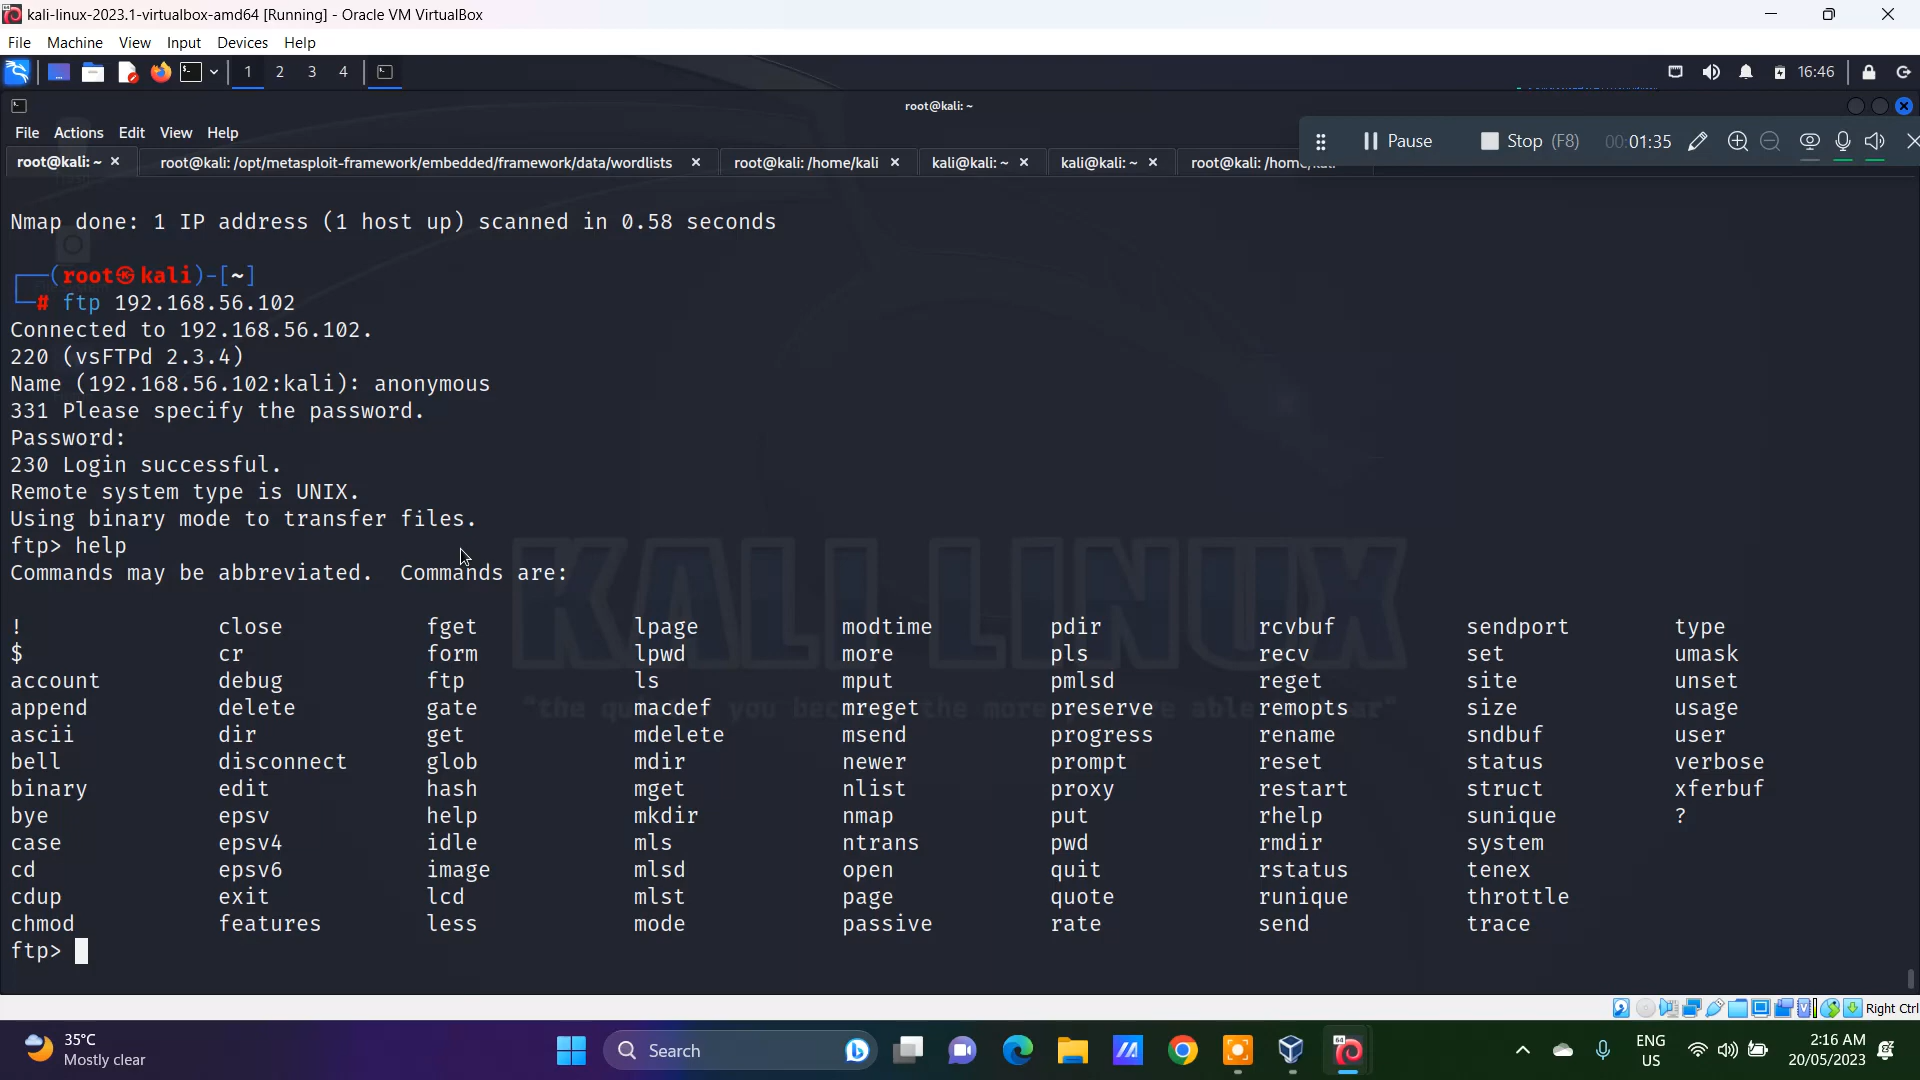 kali-linux-2023.1-virtualbox-amd64 [Running] - Oracle VM VirtualBox
File Machine View Input Devices Help
1 2 3 4 16:46
root@kali: ~
File Actions Edit View Help
Pause Stop (F8) 00:01:35
root@kali: ~ root@kali: /opt/metasploit-framework/embedded/framework/data/wordlists root@kali: /home/kali kali@kali: ~ kali@kali: ~ root@kali: /home/kali
Nmap done: 1 IP address (1 host up) scanned in 0.58 seconds
┌──(root㉿kali)-[~]
└─# ftp 192.168.56.102
Connected to 192.168.56.102.
220 (vsFTPd 2.3.4)
Name (192.168.56.102:kali): anonymous
331 Please specify the password.
Password:
230 Login successful.
Remote system type is UNIX.
Using binary mode to transfer files.
ftp> help
Commands may be abbreviated.  Commands are:
KALI LINUX
! close fget lpage modtime pdir rcvbuf sendport type
$ cr form lpwd more pls recv set umask
account debug ftp ls mput pmlsd reget site unset
append delete gate macdef mreget preserve remopts size usage
ascii dir get mdelete msend progress rename sndbuf user
bell disconnect glob mdir newer prompt reset status verbose
binary edit hash mget nlist proxy restart struct xferbuf
bye epsv help mkdir nmap put rhelp sunique ?
case epsv4 idle mls ntrans pwd rmdir system
cd epsv6 image mlsd open quit rstatus tenex
cdup exit lcd mlst page quote runique throttle
chmod features less mode passive rate send trace
ftp>
Right Ctrl
35°C
Mostly clear
Search
ENG
US
2:16 AM
20/05/2023